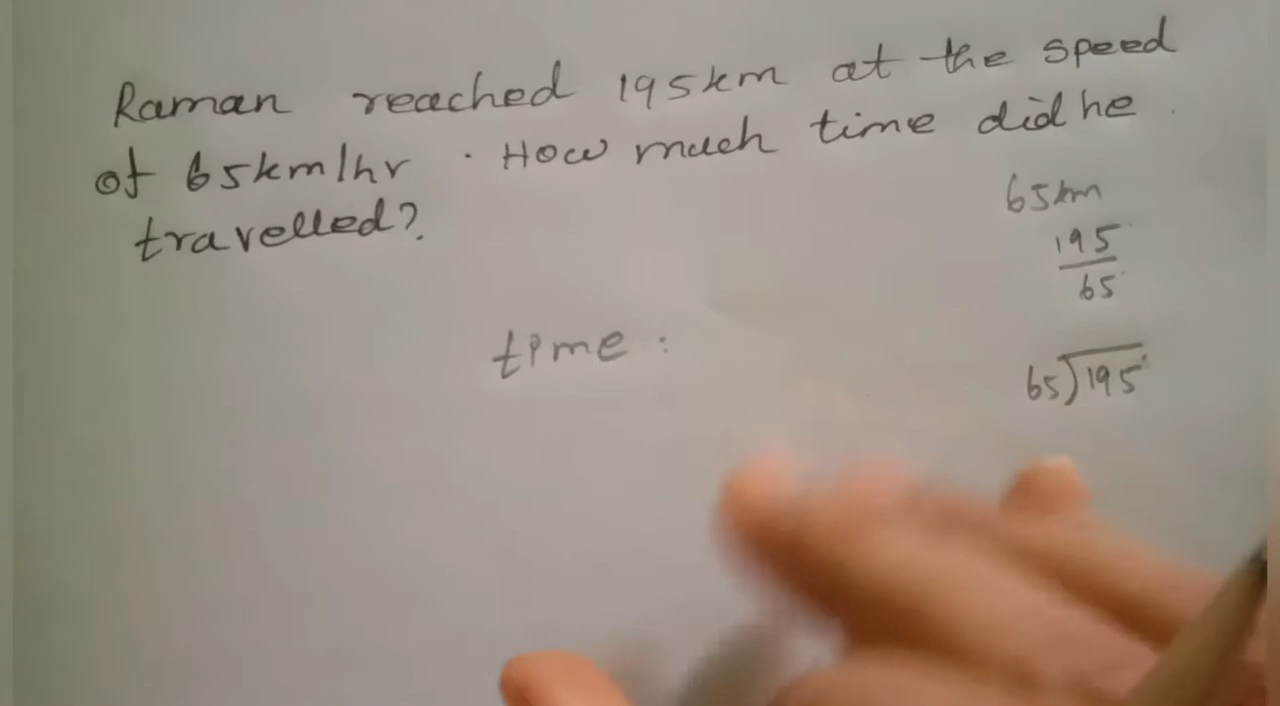 Raman reached 195km at the speed
of 65km/hr . How much time did he
travelled?
65km
195
65
time :
65)195